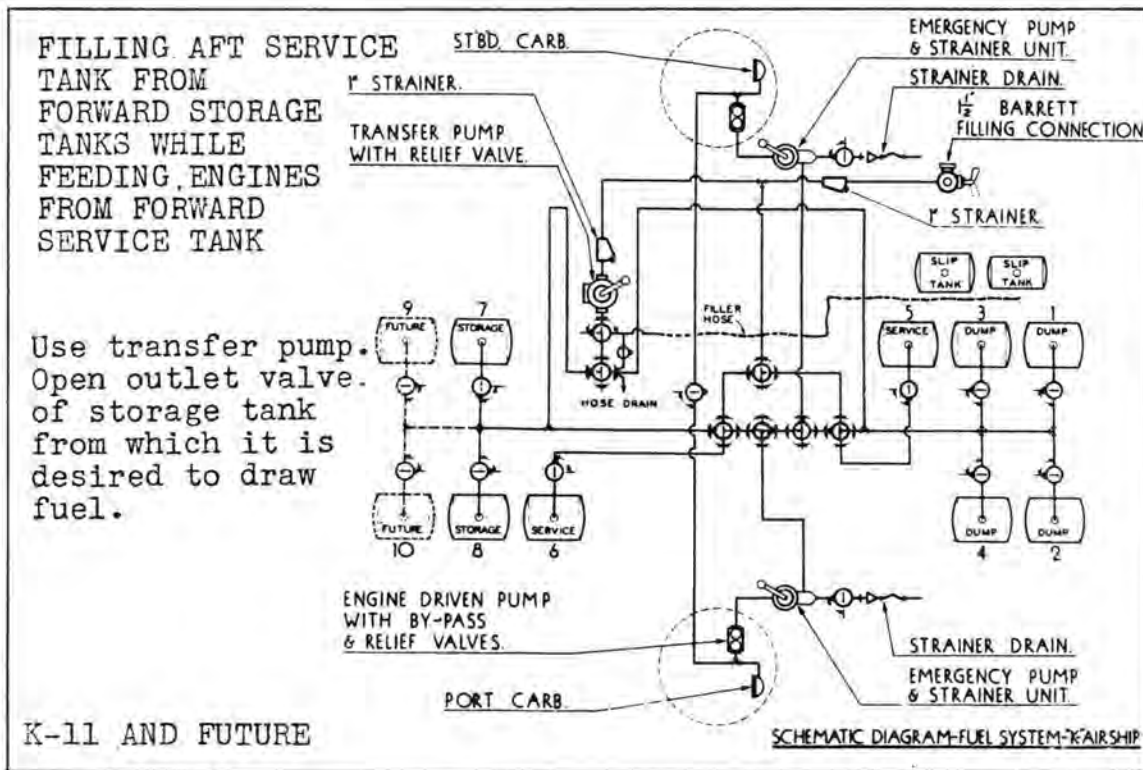 FILLING AFT SERVICE
TANK FROM
FORWARD STORAGE
TANKS WHILE
FEEDING ENGINES
FROM FORWARD
SERVICE TANK
Use transfer pump.
Open outlet valve
of storage tank
from which it is
desired to draw
fuel.
K-11 AND FUTURE
STBD. CARB.
1" STRAINER.
TRANSFER PUMP
WITH RELIEF VALVE.
EMERGENCY PUMP
& STRAINER UNIT.
STRAINER DRAIN.
1½" BARRETT
FILLING CONNECTION
1" STRAINER.
SLIP
TANK
SLIP
TANK
FILLER
HOSE
HOSE DRAIN
9
FUTURE
7
STORAGE
5
SERVICE
3
DUMP
1
DUMP
FUTURE
10
STORAGE
8
SERVICE
6
DUMP
4
DUMP
2
ENGINE DRIVEN PUMP
WITH BY-PASS
& RELIEF VALVES.
PORT CARB.
STRAINER DRAIN.
EMERGENCY PUMP
& STRAINER UNIT.
SCHEMATIC DIAGRAM-FUEL SYSTEM-"K"AIRSHIP